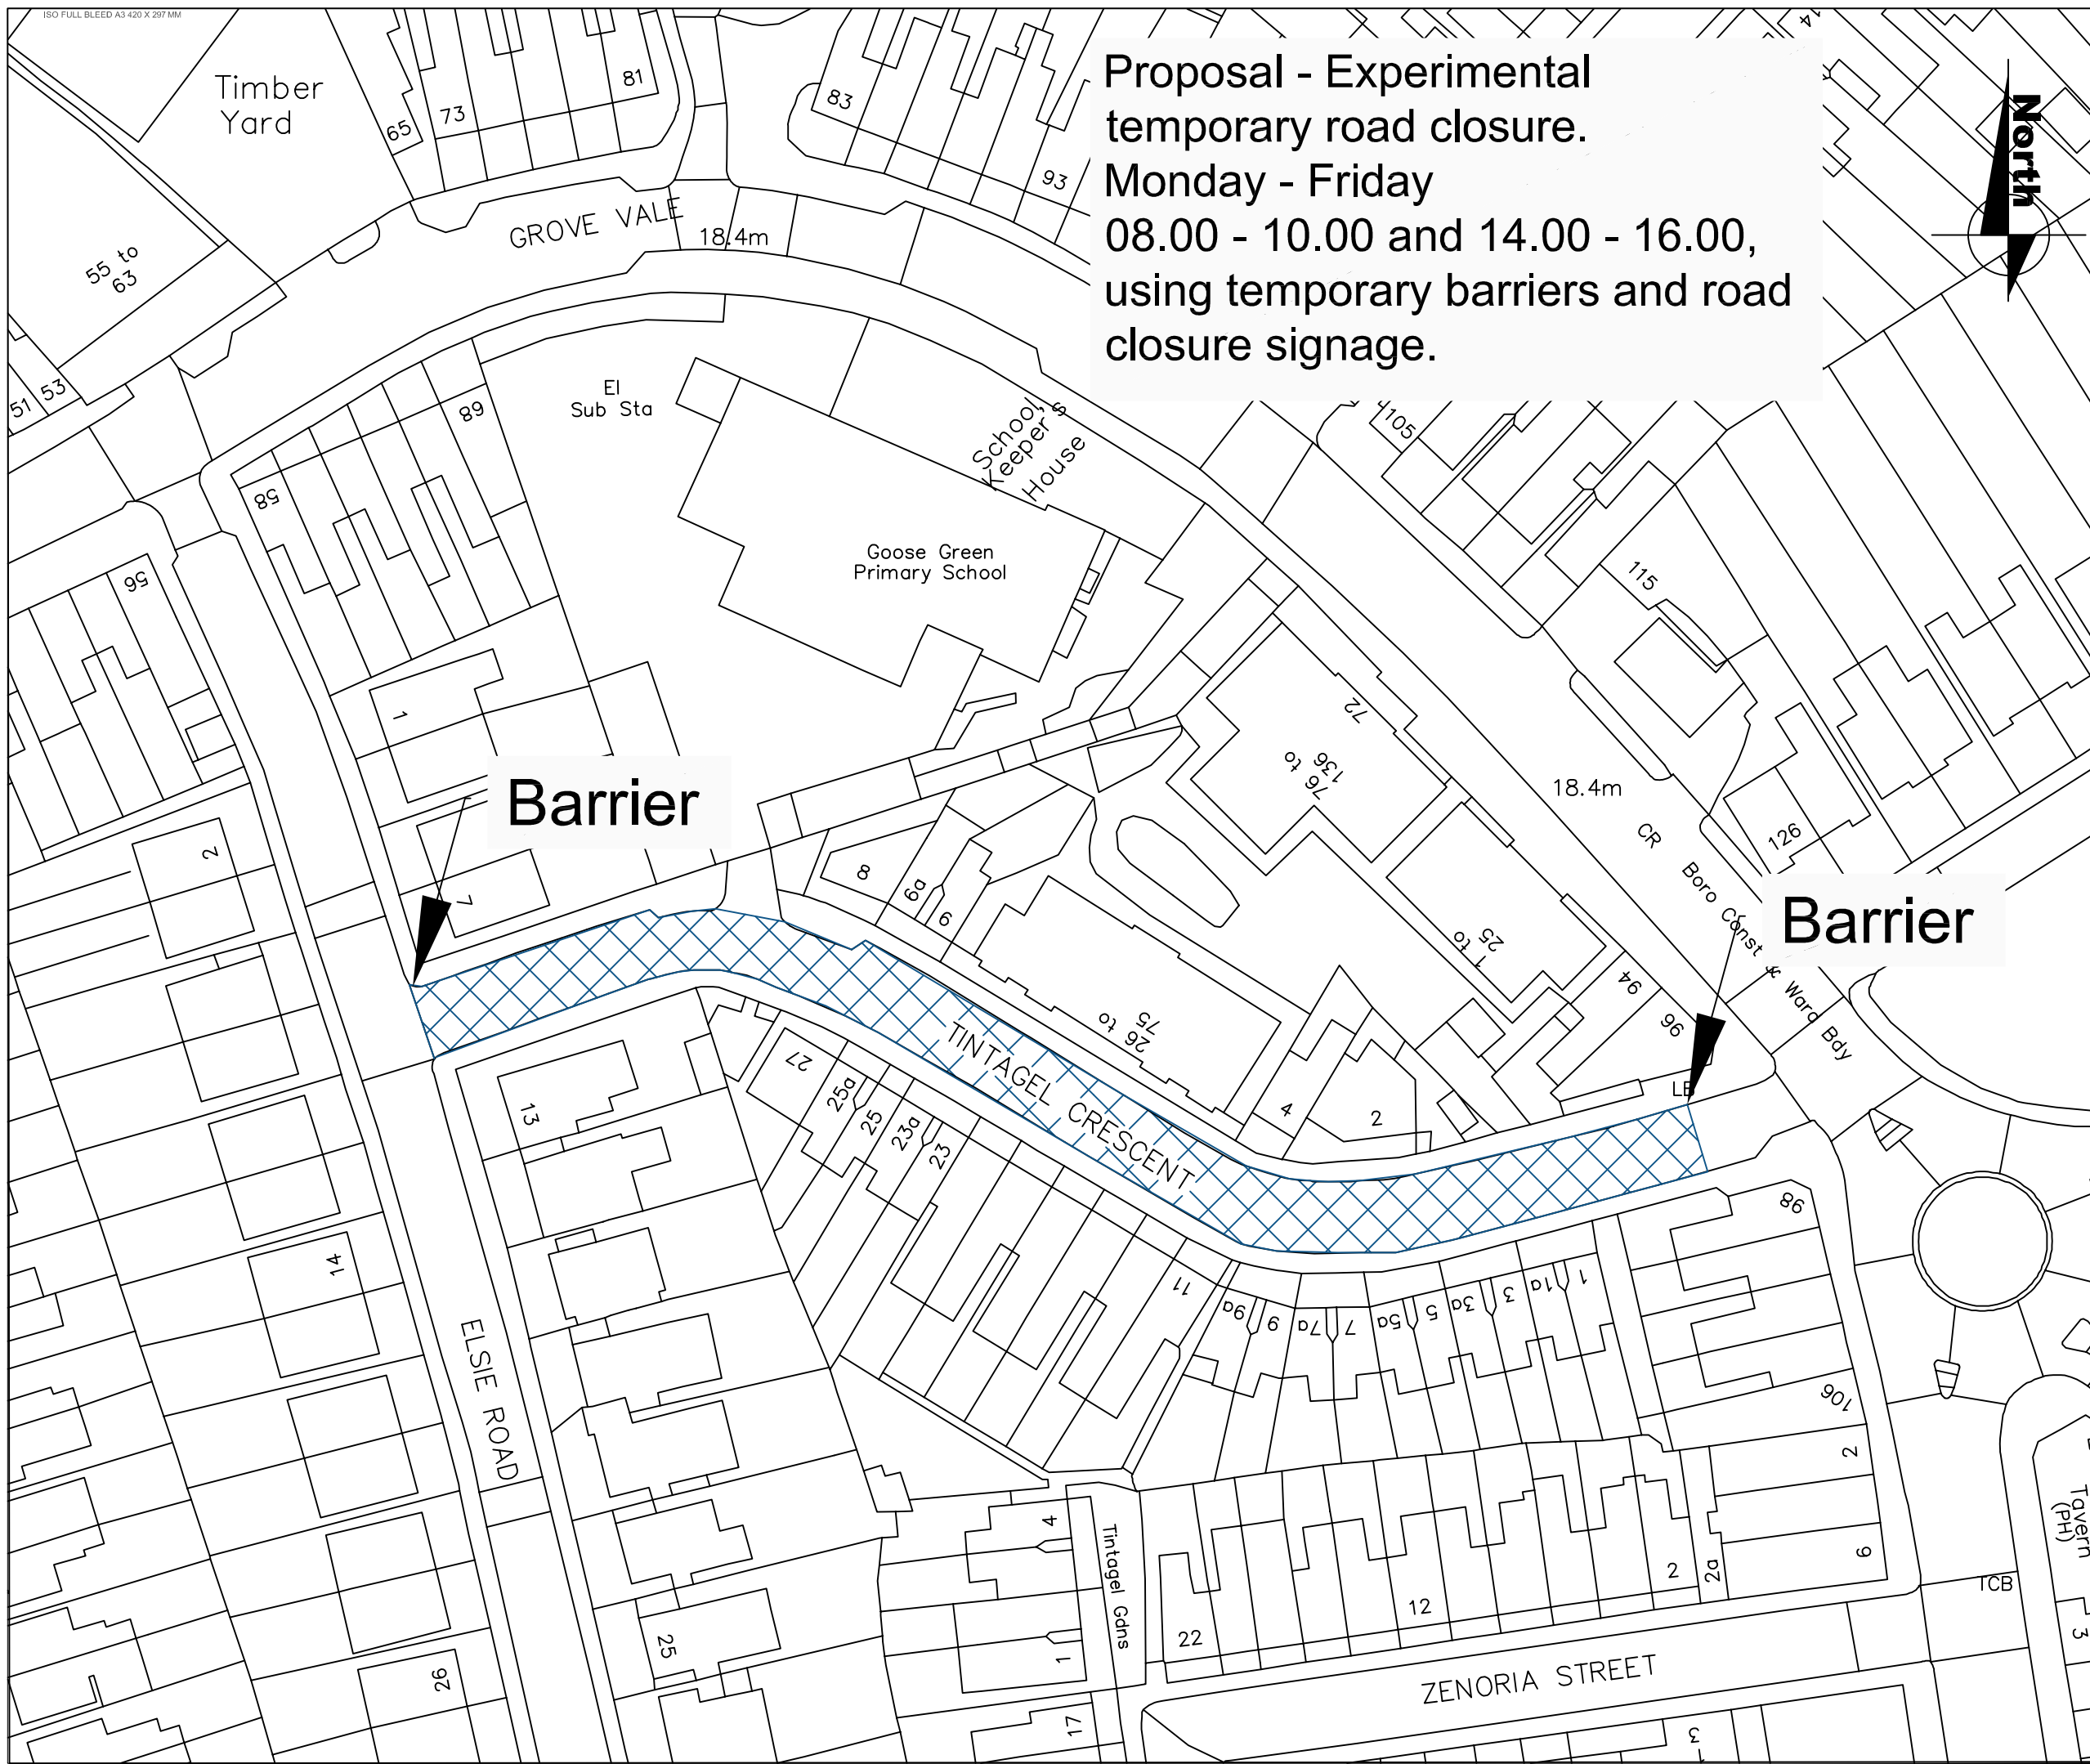 ISO FULL BLEED A3 420 X 297 MM
Timber
Yard
65
73
81
83
93
Proposal - Experimental
temporary road closure.
Monday - Friday
08.00 - 10.00 and 14.00 - 16.00,
using temporary barriers and road
closure signage.
North
14
GROVE VALE
18.4m
55 to
63
51
53
El
Sub Sta
School
Keeper's
House
105
68
58
56
Goose Green
Primary School
115
1
72
76 to
136
18.4m
Barrier
2
7
8
9a
9
126
CR
Boro Const & Ward Bdy
Barrier
1 to
25
94
96
LB
26 to
75
TINTAGEL CRESCENT
4
2
27
25a
25
23a
23
13
14
11
9a
9
7a
7
5a
5
3a
3
1a
1
98
106
2
6
ELSIE ROAD
4
1
Tintagel Gdns
22
12
2
2a
TCB
Tavern
(PH)
3
25
26
17
ZENORIA STREET
3
1